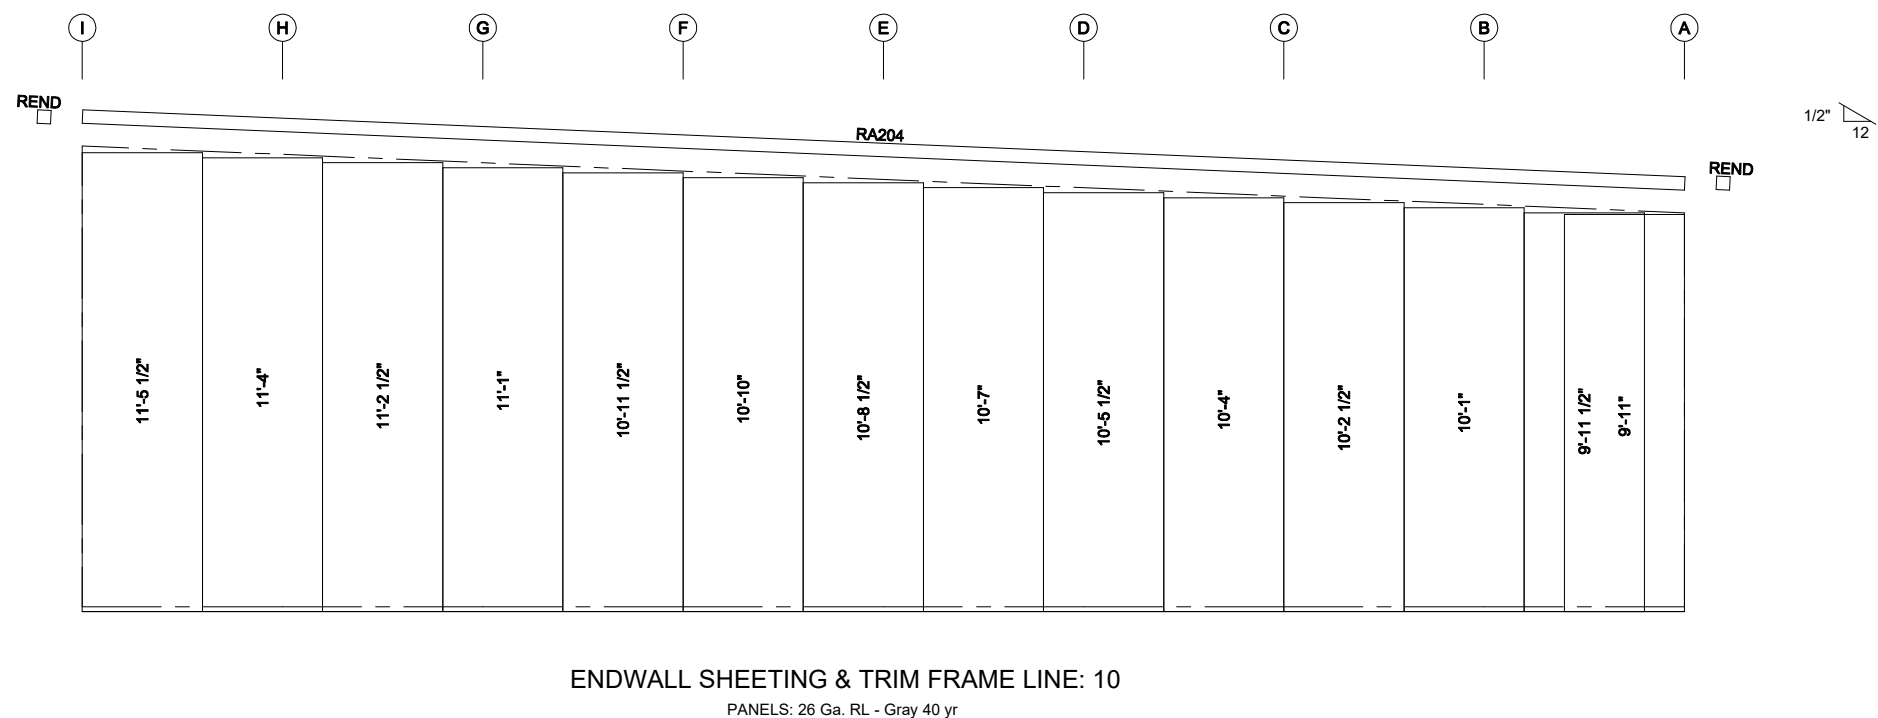 I H G F E D C B A
REND
RA204
1/2"
12
REND
11'-5 1/2"
11'-4"
11'-2 1/2"
11'-1"
10'-11 1/2"
10'-10"
10'-8 1/2"
10'-7"
10'-5 1/2"
10'-4"
10'-2 1/2"
10'-1"
9'-11 1/2"
9'-11"
ENDWALL SHEETING & TRIM FRAME LINE: 10
PANELS: 26 Ga. RL - Gray 40 yr